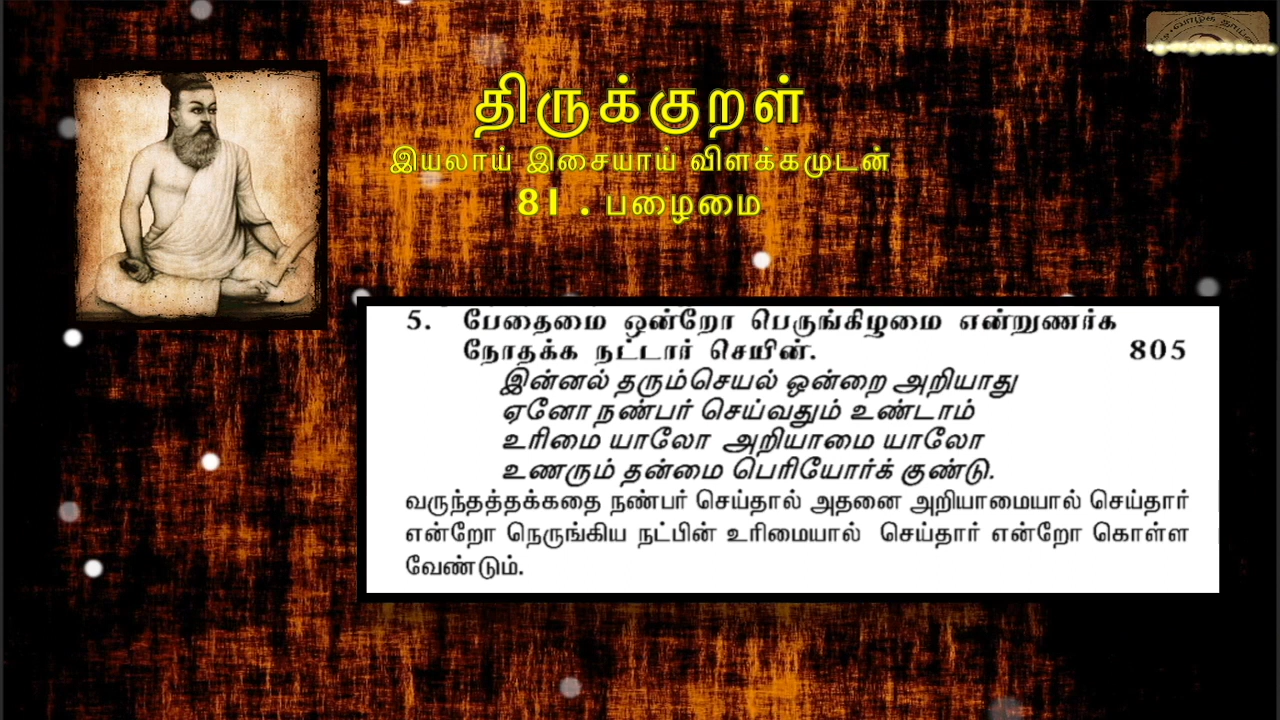 திருக்குறள்
இயலாய் இசையாய் விளக்கமுடன்
81 . பழைமை
5. பேதைமை ஒன்றோ பெருங்கிழமை என்றுணர்க
நோதக்க நட்டார் செயின். 805
இன்னல் தரும்செயல் ஒன்றை அறியாது
ஏனோ நண்பர் செய்வதும் உண்டாம்
உரிமை யாலோ அறியாமை யாலோ
உணரும் தன்மை பெரியோர்க் குண்டு.
வருந்தத்தக்கதை நண்பர் செய்தால் அதனை அறியாமையால் செய்தார்
என்றோ நெருங்கிய நட்பின் உரிமையால் செய்தார் என்றோ கொள்ள
வேண்டும்.